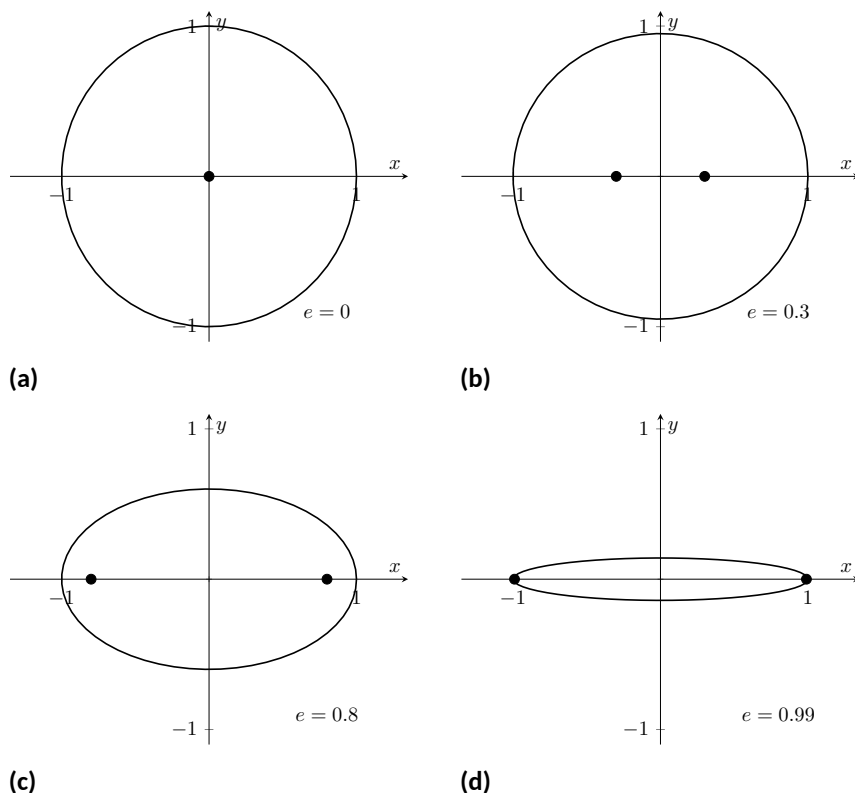 1 y
x
−1 1
−1 e = 0
(a)
1 y
x
−1 1
−1 e = 0.3
(b)
1 y
x
−1 1
e = 0.8
−1
(c)
1 y
x
−1 1
e = 0.99
−1
(d)